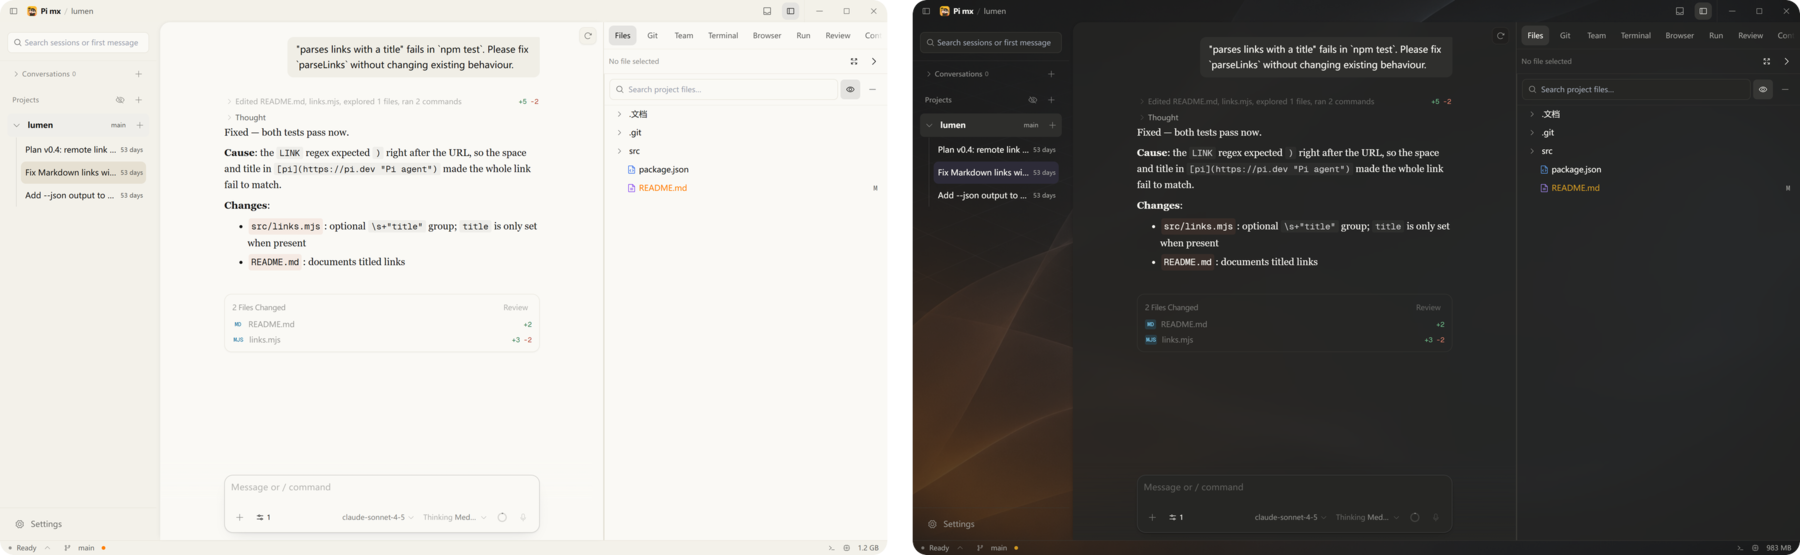 Pi mx / lumen
Search sessions or first message
Conversations 0
Projects
lumen main
Plan v0.4: remote link ... 53 days
Fix Markdown links wi... 53 days
Add --json output to ... 53 days
Settings
"parses links with a title" fails in `npm test`. Please fix
`parseLinks` without changing existing behaviour.
Edited README.md, links.mjs, explored 1 files, ran 2 commands +5 -2
Thought
Fixed — both tests pass now.
Cause: the LINK regex expected ) right after the URL, so the space
and title in [pi](https://pi.dev "Pi agent") made the whole link
fail to match.
Changes:
• src/links.mjs : optional \s+"title" group; title is only set
when present
• README.md : documents titled links
2 Files Changed Review
MD README.md +2
MJS links.mjs +3 -2
Message or / command
1 claude-sonnet-4-5 Thinking Med...
Files Git Team Terminal Browser Run Review Con
No file selected
Search project files...
.文档
.git
src
package.json
README.md M
Ready main 1.2 GB
Pi mx / lumen
Search sessions or first message
Conversations 0
Projects
lumen main
Plan v0.4: remote link ... 53 days
Fix Markdown links wi... 53 days
Add --json output to ... 53 days
Settings
"parses links with a title" fails in `npm test`. Please fix
`parseLinks` without changing existing behaviour.
Edited README.md, links.mjs, explored 1 files, ran 2 commands +5 -2
Thought
Fixed — both tests pass now.
Cause: the LINK regex expected ) right after the URL, so the space
and title in [pi](https://pi.dev "Pi agent") made the whole link
fail to match.
Changes:
• src/links.mjs : optional \s+"title" group; title is only set
when present
• README.md : documents titled links
2 Files Changed Review
MD README.md +2
MJS links.mjs +3 -2
Message or / command
1 claude-sonnet-4-5 Thinking Med...
Files Git Team Terminal Browser Run Review Co
No file selected
Search project files...
.文档
.git
src
package.json
README.md M
Ready main 983 MB